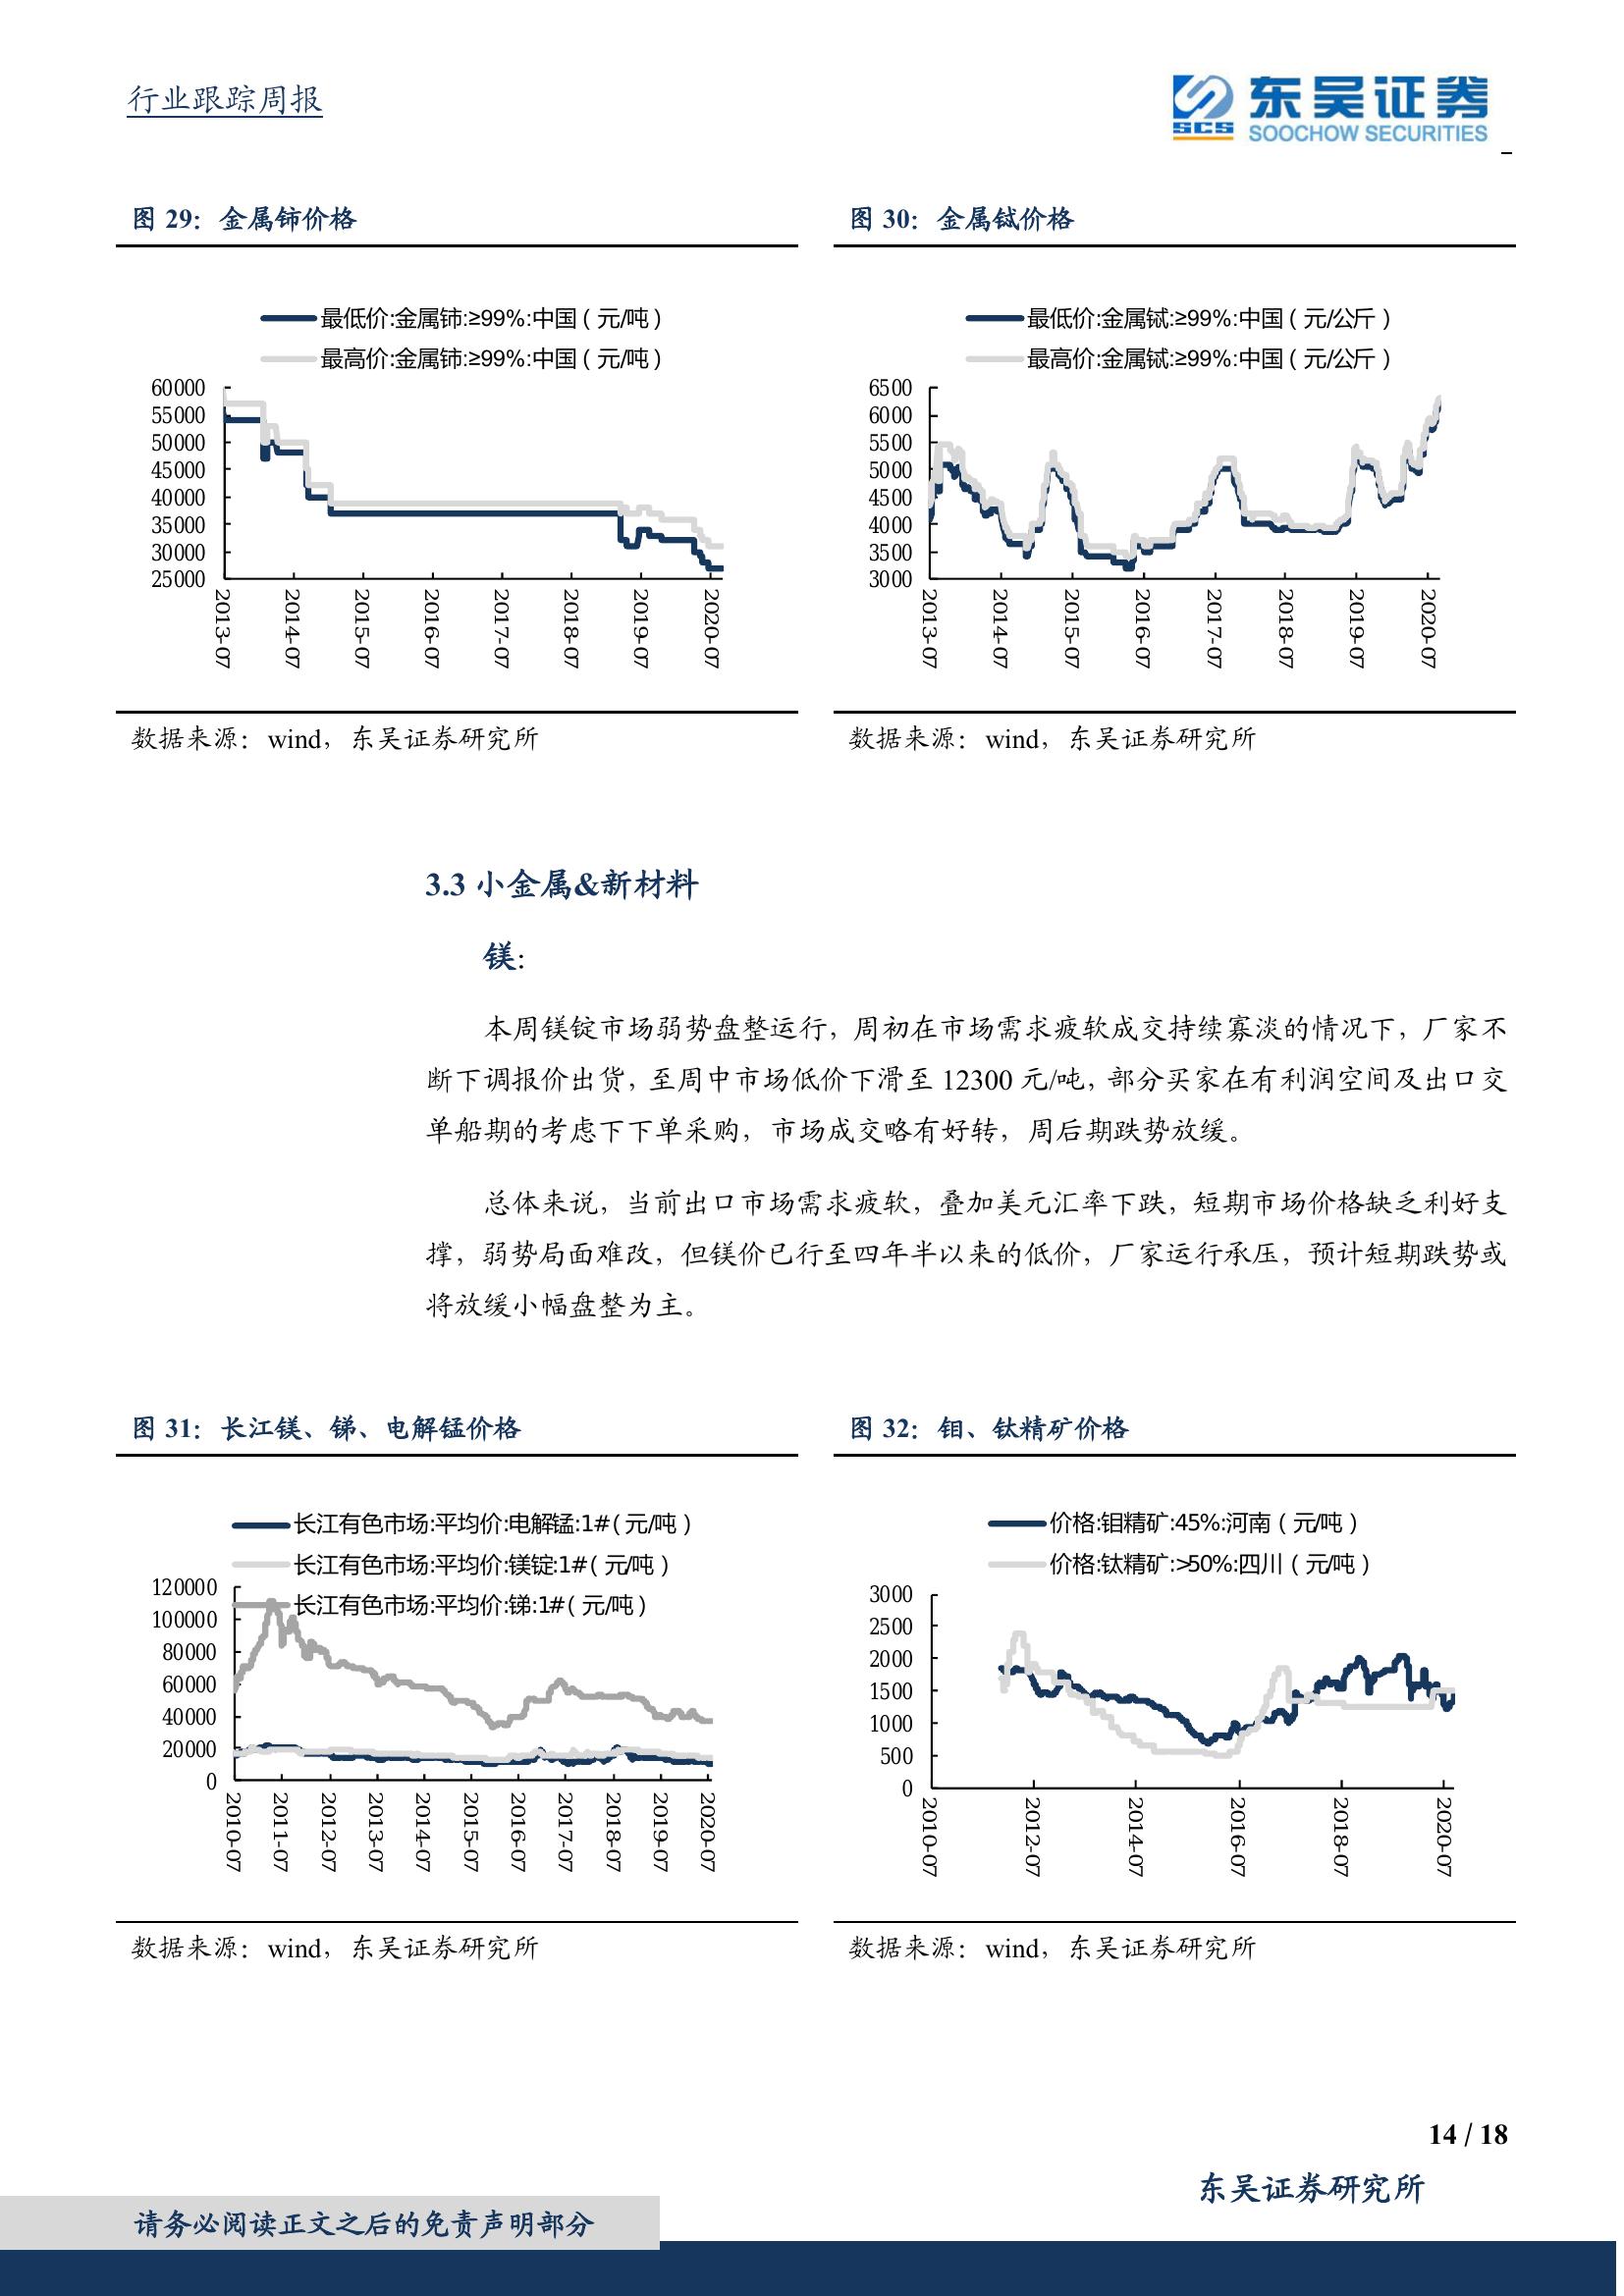 行业跟踪周报
SCS
东吴证券
SOOCHOW SECURITIES
图 29：金属铈价格
最低价:金属铈:≥99%:中国（元/吨）
最高价:金属铈:≥99%:中国（元/吨）
60000
55000
50000
45000
40000
35000
30000
25000
2013-07
2014-07
2015-07
2016-07
2017-07
2018-07
2019-07
2020-07
数据来源：wind，东吴证券研究所
图 30：金属铽价格
最低价:金属铽:≥99%:中国（元/公斤）
最高价:金属铽:≥99%:中国（元/公斤）
6500
6000
5500
5000
4500
4000
3500
3000
2013-07
2014-07
2015-07
2016-07
2017-07
2018-07
2019-07
2020-07
数据来源：wind，东吴证券研究所
3.3 小金属&新材料
镁：
本周镁锭市场弱势盘整运行，周初在市场需求疲软成交持续寡淡的情况下，厂家不
断下调报价出货，至周中市场低价下滑至 12300 元/吨，部分买家在有利润空间及出口交
单船期的考虑下下单采购，市场成交略有好转，周后期跌势放缓。
总体来说，当前出口市场需求疲软，叠加美元汇率下跌，短期市场价格缺乏利好支
撑，弱势局面难改，但镁价已行至四年半以来的低价，厂家运行承压，预计短期跌势或
将放缓小幅盘整为主。
图 31：长江镁、锑、电解锰价格
长江有色市场:平均价:电解锰:1#（元/吨）
长江有色市场:平均价:镁锭:1#（元/吨）
长江有色市场:平均价:锑:1#（元/吨）
120000
100000
80000
60000
40000
20000
0
2010-07
2011-07
2012-07
2013-07
2014-07
2015-07
2016-07
2017-07
2018-07
2019-07
2020-07
数据来源：wind，东吴证券研究所
图 32：钼、钛精矿价格
价格:钼精矿:45%:河南（元/吨）
价格:钛精矿:>50%:四川（元/吨）
3000
2500
2000
1500
1000
500
0
2010-07
2012-07
2014-07
2016-07
2018-07
2020-07
数据来源：wind，东吴证券研究所
14 / 18
东吴证券研究所
请务必阅读正文之后的免责声明部分